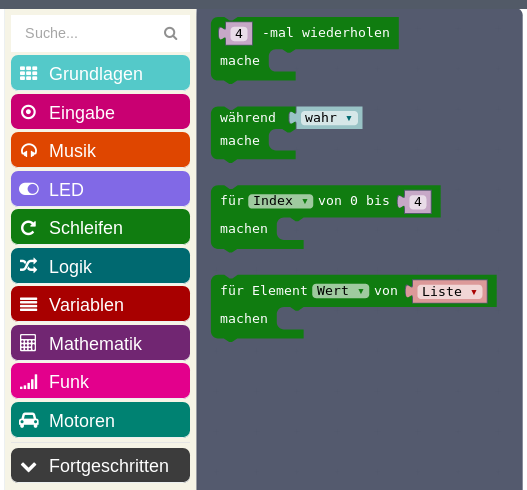 Suche...
Grundlagen
Eingabe
Musik
LED
Schleifen
Logik
Variablen
Mathematik
Funk
Motoren
Fortgeschritten
4 -mal wiederholen
mache
während wahr
mache
für Index von 0 bis 4
machen
für Element Wert von Liste
machen